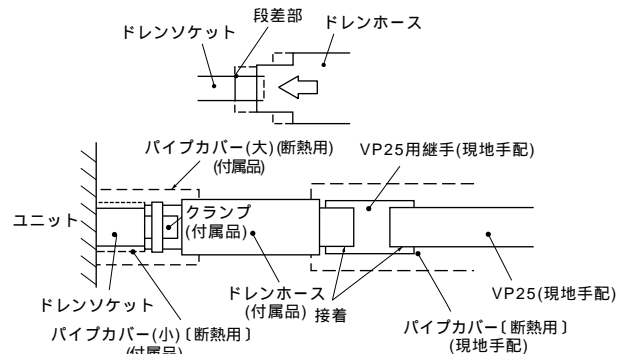 段差部
ドレンソケット
ドレンホース
パイプカバー(大)(断熱用)
(付属品)
VP25用継手(現地手配)
クランプ
(付属品)
ユニット
ドレンソケット
ドレンホース
(付属品)
接着
VP25(現地手配)
パイプカバー(小)〔断熱用〕
(付属品)
パイプカバー〔断熱用〕
(現地手配)